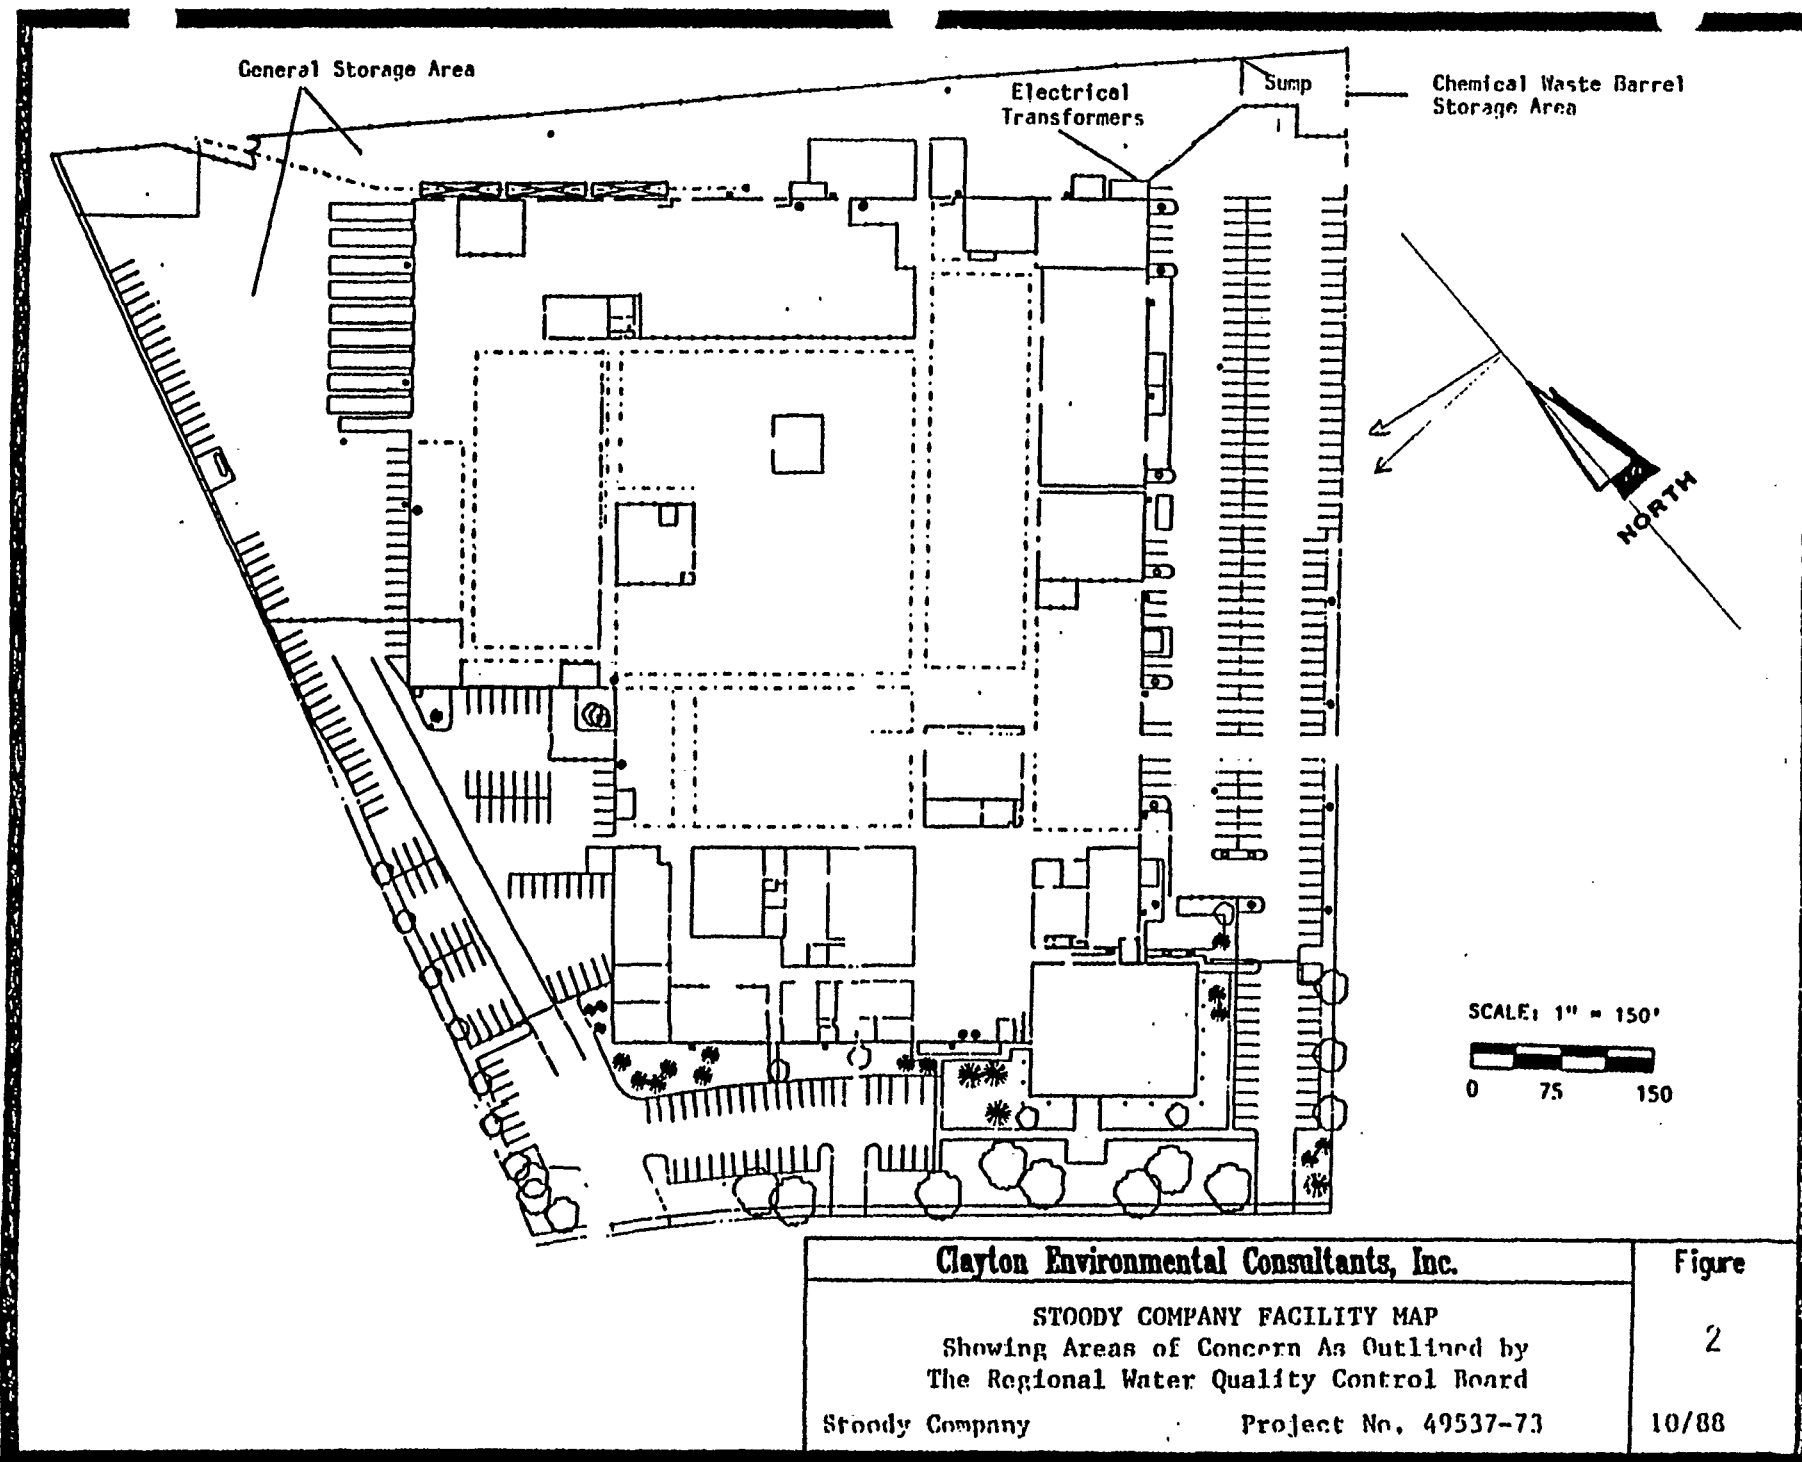 General Storage Area
Electrical
Transformers
Sump
Chemical Waste Barrel
Storage Area
NORTH
SCALE: 1" = 150'
0 75 150
Clayton Environmental Consultants, Inc.
Figure
STOODY COMPANY FACILITY MAP
Showing Areas of Concern As Outlined by
The Regional Water Quality Control Board
2
Stoody Company
Project No. 49537-73
10/88